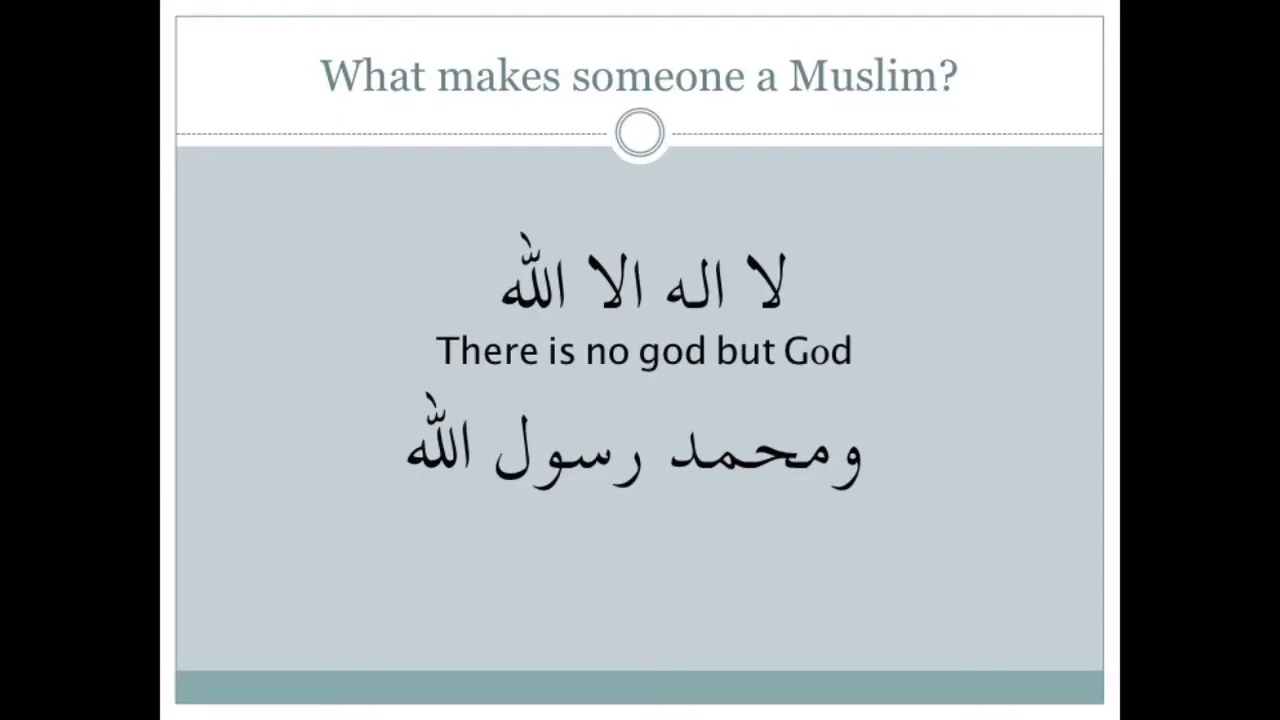 What makes someone a Muslim?
لا اله الا الله
There is no god but God
ومحمد رسول الله